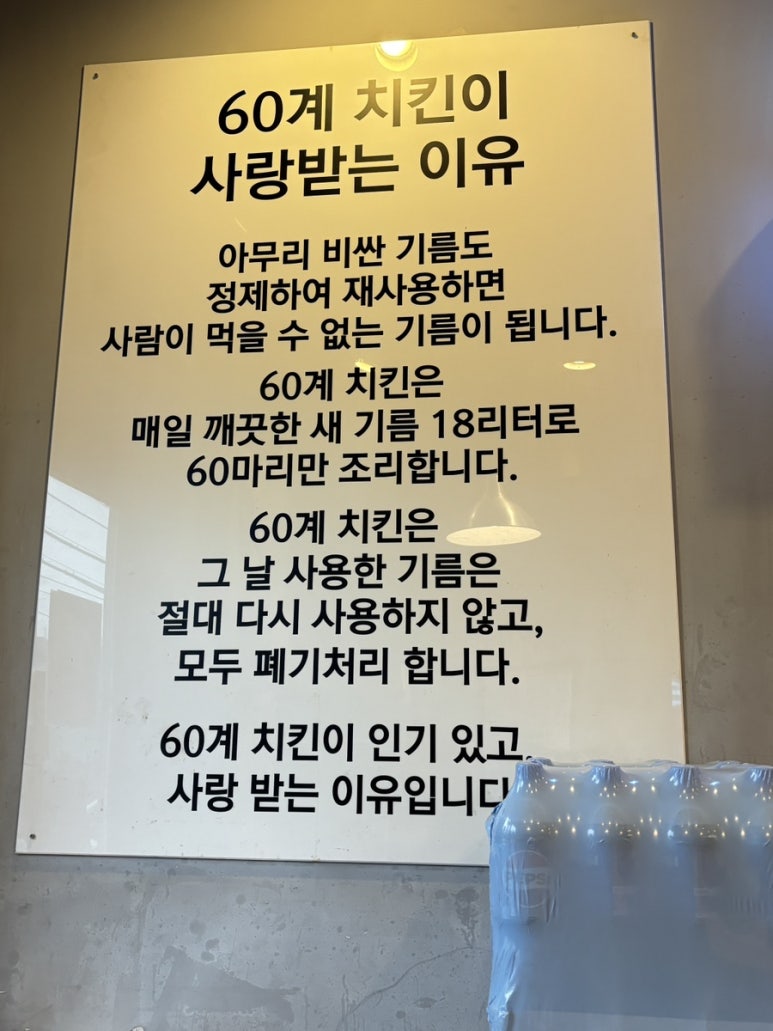 60계 치킨이
사랑받는 이유
아무리 비싼 기름도
정제하여 재사용하면
사람이 먹을 수 없는 기름이 됩니다.
60계 치킨은
매일 깨끗한 새 기름 18리터로
60마리만 조리합니다.
60계 치킨은
그 날 사용한 기름은
절대 다시 사용하지 않고,
모두 폐기처리 합니다.
60계 치킨이 인기 있고,
사랑 받는 이유입니다
PEPSI